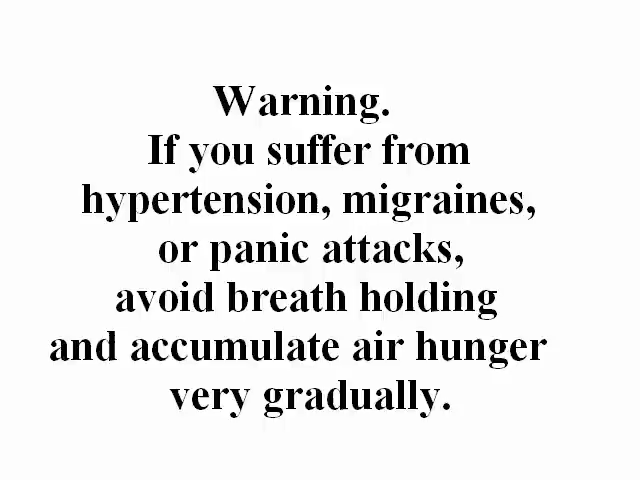 Warning.
If you suffer from
hypertension, migraines,
or panic attacks,
avoid breath holding
and accumulate air hunger
very gradually.